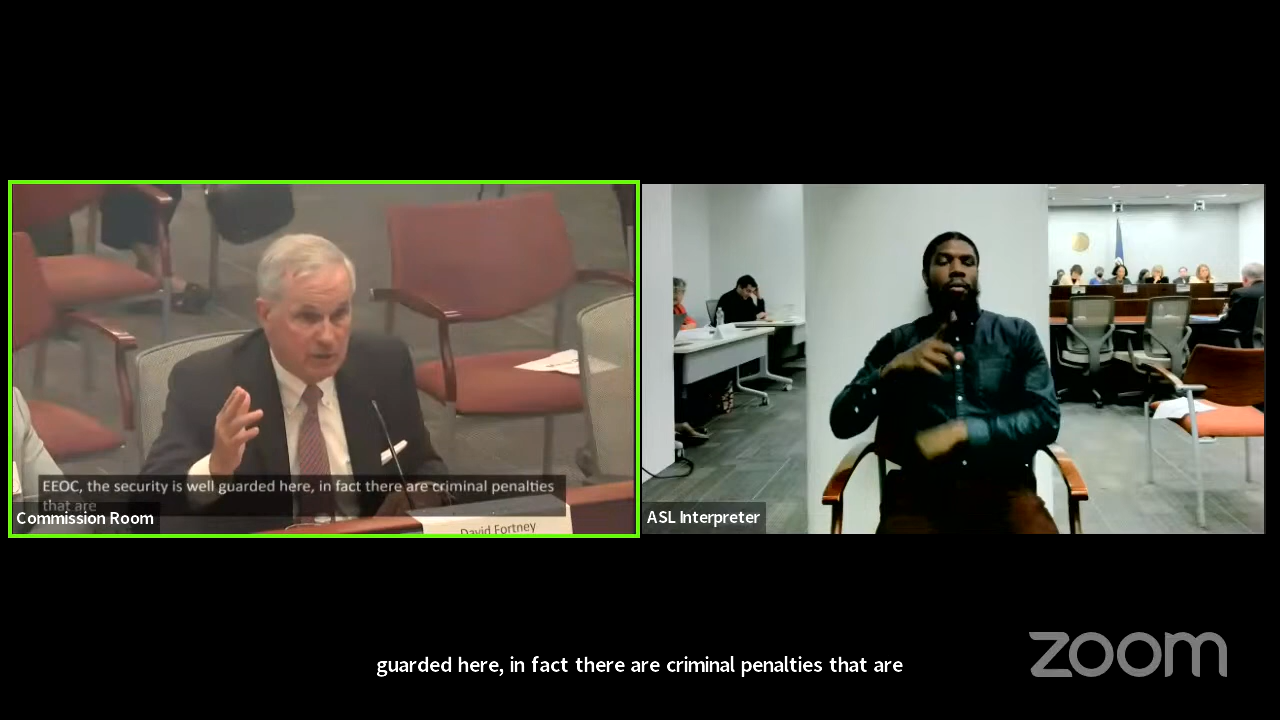 EEOC, the security is well guarded here, in fact there are criminal penalties
that are
Commission Room
David Fortney
ASL Interpreter
guarded here, in fact there are criminal penalties that are
zoom